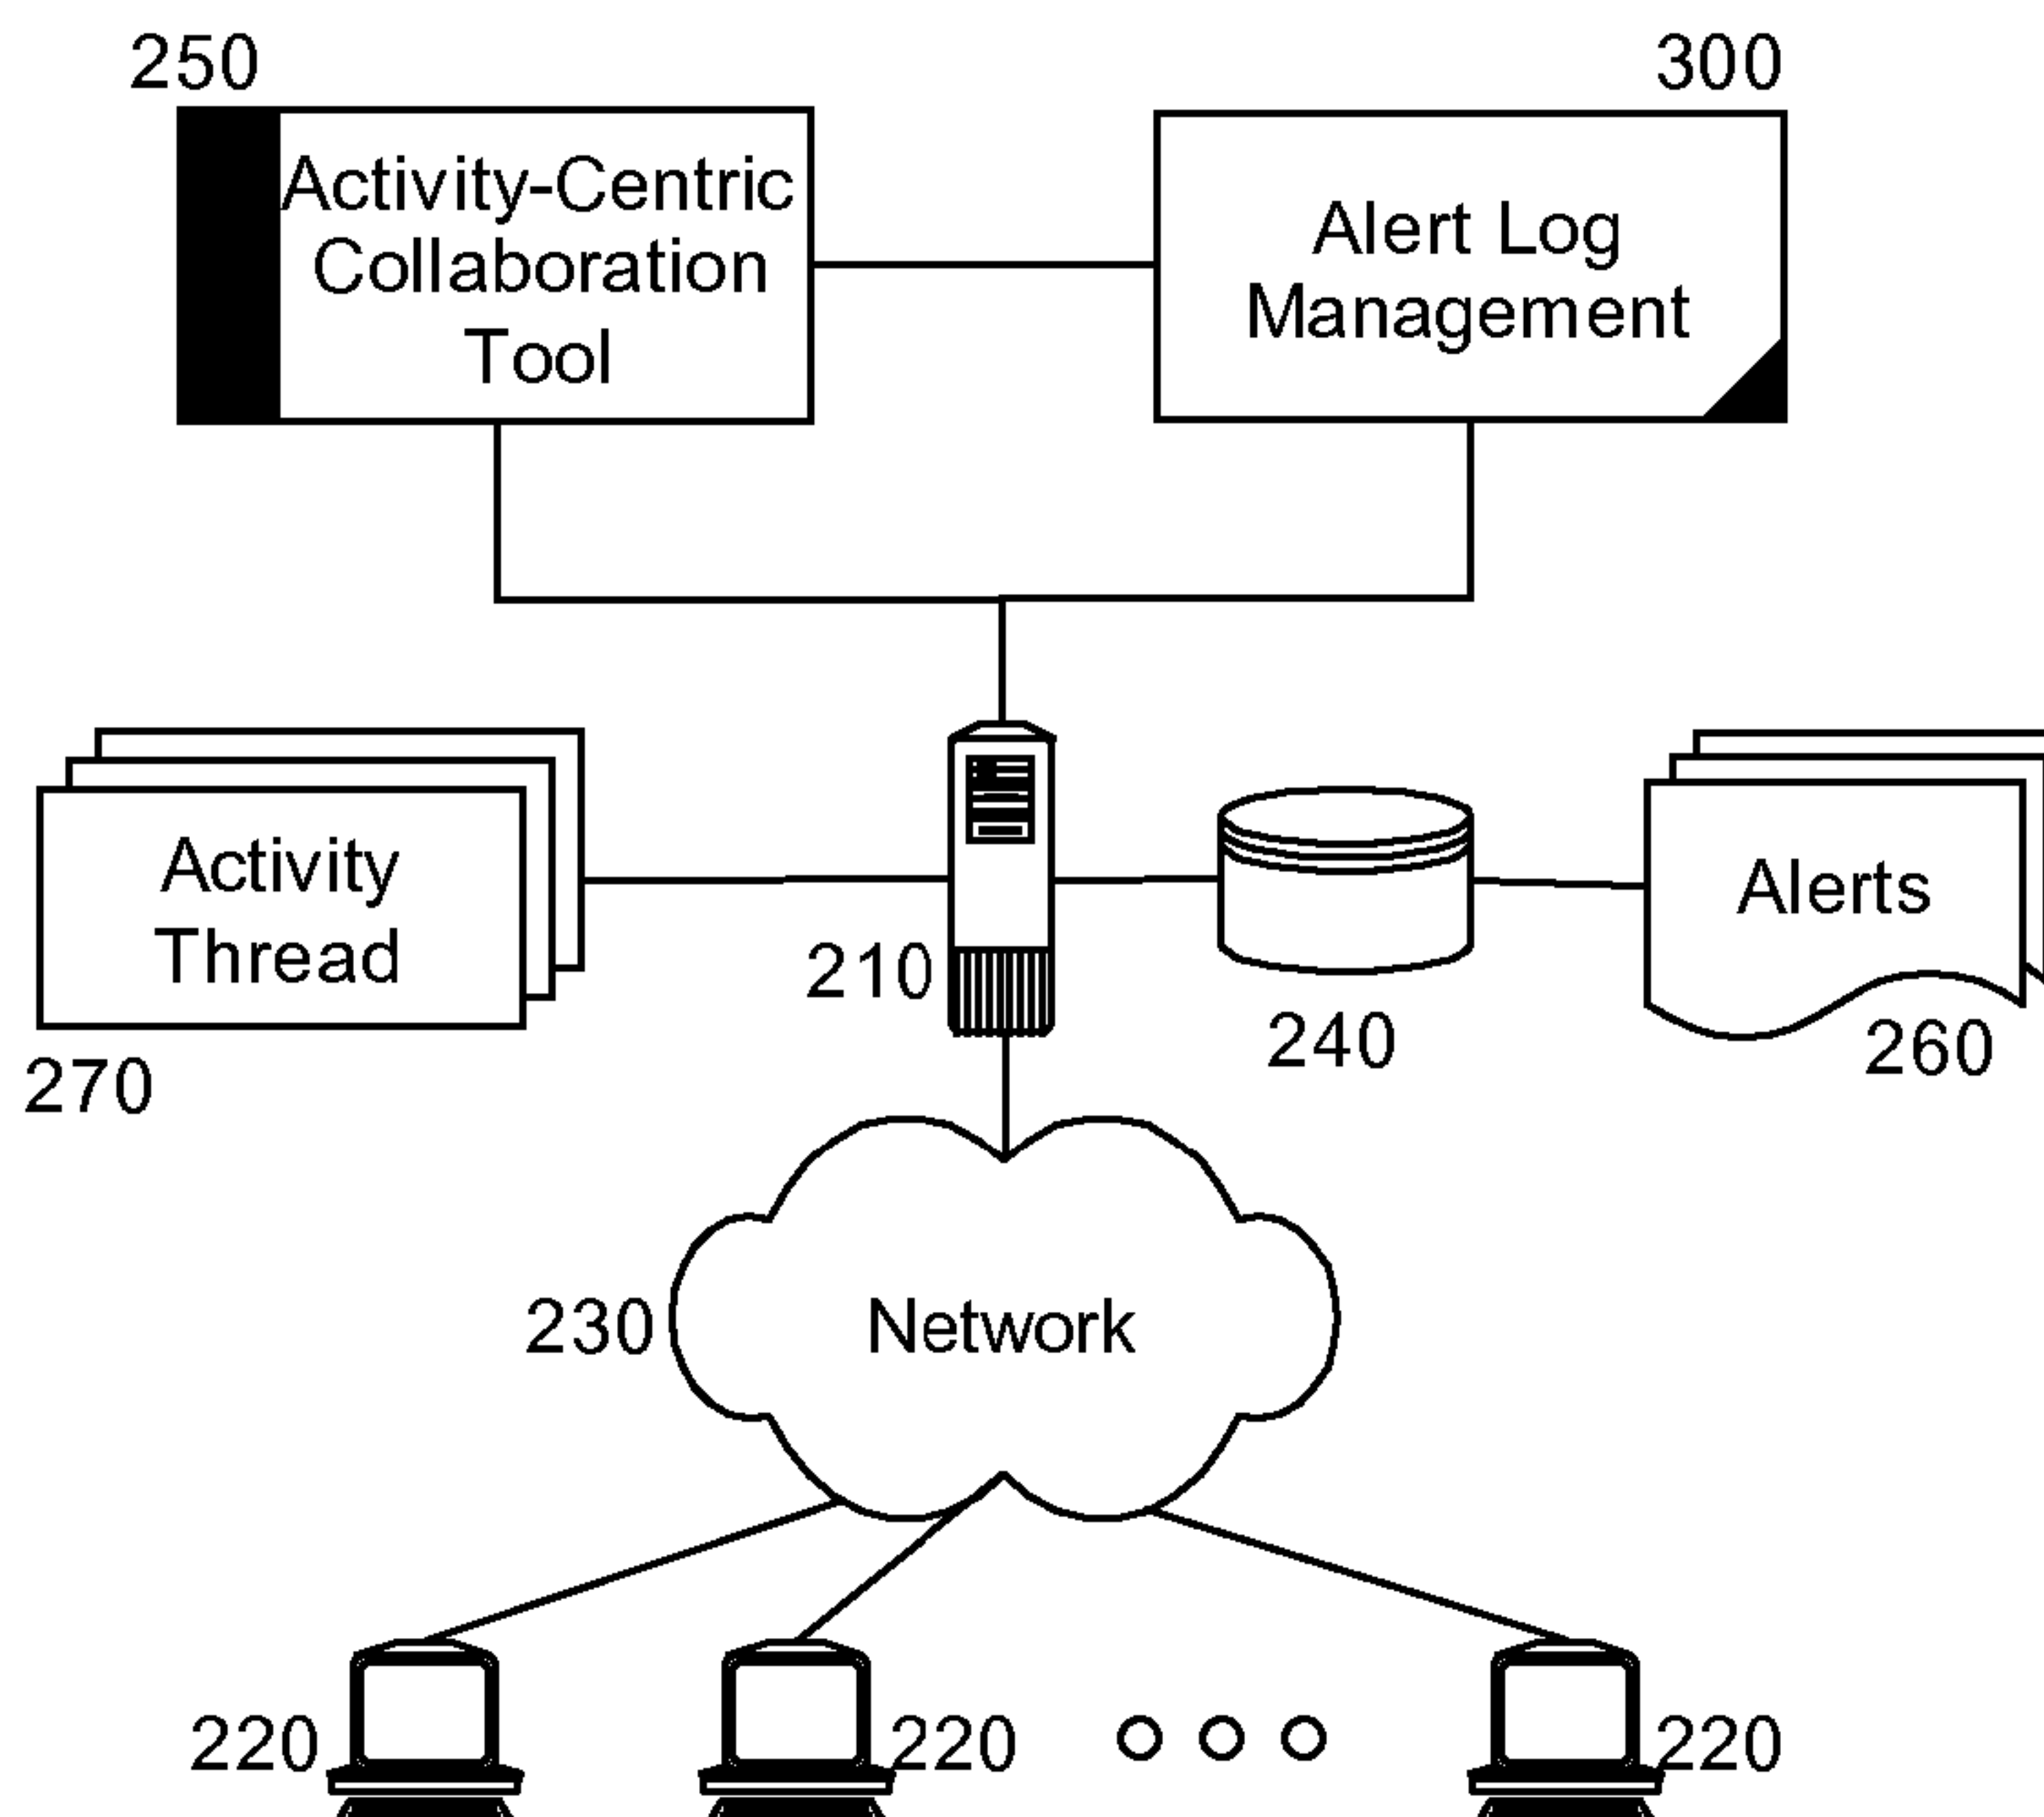 250
300
Activity-Centric
Collaboration
Tool
Alert Log
Management
Activity
Thread
210
240
Alerts
260
270
230
Network
220
220
220